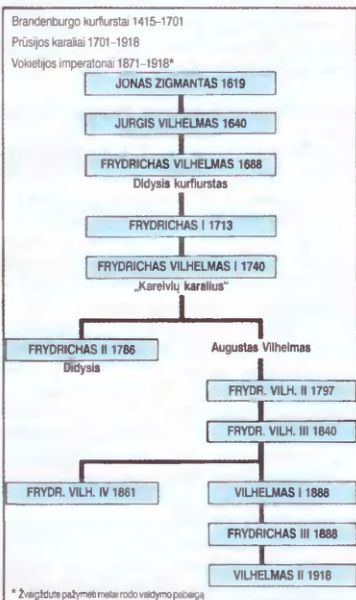 Brandenburgo kurfiurstai 1415–1701
Prūsijos karaliai 1701–1918
Vokietijos imperatoriai 1871–1918*
JONAS ZIGMANTAS 1619
JURGIS VILHELMAS 1640
FRYDRICHAS VILHELMAS 1688
Didysis kurfiurstas
FRYDRICHAS I 1713
FRYDRICHAS VILHELMAS I 1740
„Kareivių karalius“
FRYDRICHAS II 1786
Didysis
Augustas Vilhelmas
FRYDR. VILH. II 1797
FRYDR. VILH. III 1840
FRYDR. VILH. IV 1861
VILHELMAS I 1888
FRYDRICHAS III 1888
VILHELMAS II 1918
* Žvaigždute pažymėti metai rodo valdymo pabaigą